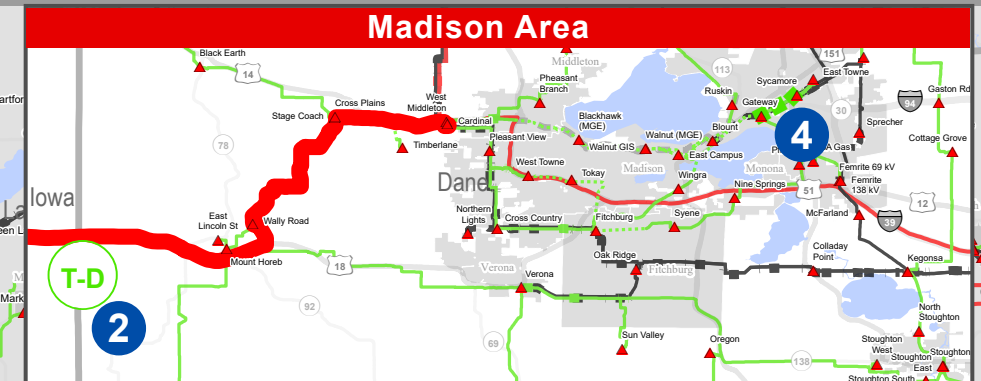 Madison Area
Black Earth
14
Cross Plains
Stage Coach
West
Middleton
Cardinal
Timberlane
78
Pheasant
Branch
Middleton
Pleasant View
Blackhawk
(MGE)
Walnut GIS
Walnut (MGE)
113
Ruskin
Blount
East Campus
Gateway
Sycamore
151
East Towne
30
94
Gaston Rd
Sprecher
Cottage Grove
4
A Gas
Femrite 69 kV
Femrite
138 kV
Monona
Madison
Wingra
West Towne
Tokay
Dane
Iowa
Nine Springs
51
12
39
McFarland
Northern
Lights
Cross Country
Fitchburg
Syene
East
Lincoln St
Wally Road
Mount Horeb
18
T-D
2
92
Verona
Verona
Oak Ridge
Fitchburg
Colladay
Point
Kegonsa
North
Stoughton
69
Sun Valley
Oregon
138
Stoughton
West
Stoughton
East
Stoughton
Stoughton South
Mark